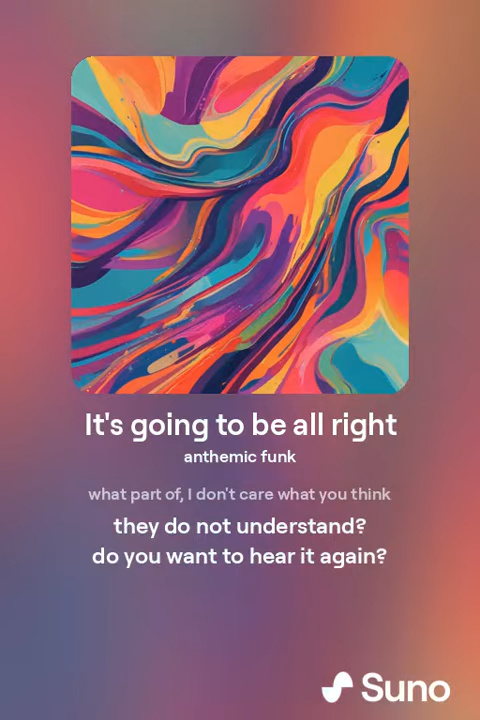 It's going to be all right
anthemic funk
what part of, I don't care what you think
they do not understand?
do you want to hear it again?
Suno